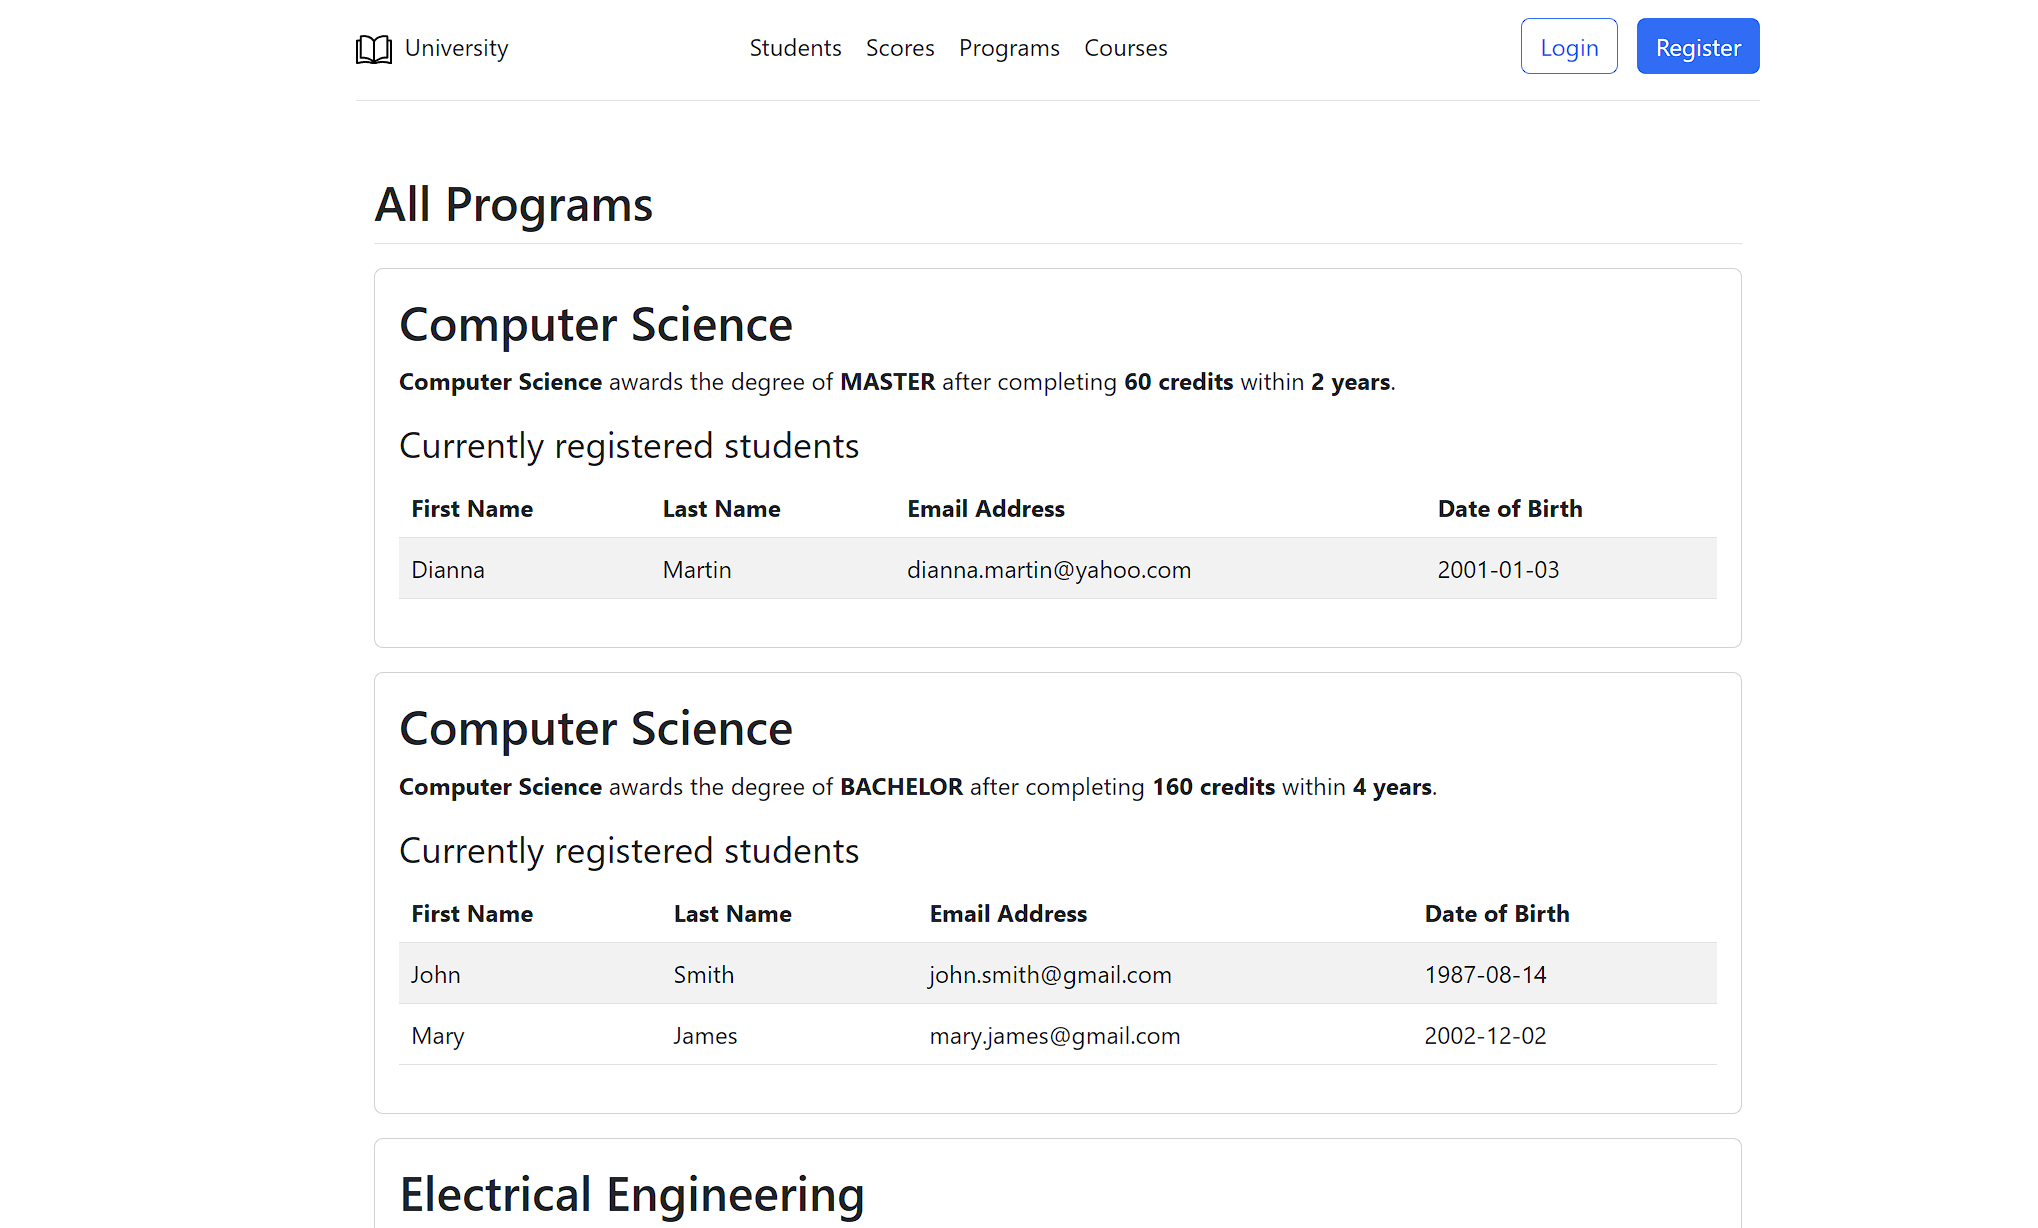 University Students Scores Programs Courses Login Register
All Programs
Computer Science
Computer Science awards the degree of MASTER after completing 60 credits within 2 years.
Currently registered students
First Name Last Name Email Address Date of Birth
Dianna Martin dianna.martin@yahoo.com 2001-01-03
Computer Science
Computer Science awards the degree of BACHELOR after completing 160 credits within 4 years.
Currently registered students
First Name Last Name Email Address Date of Birth
John Smith john.smith@gmail.com 1987-08-14
Mary James mary.james@gmail.com 2002-12-02
Electrical Engineering